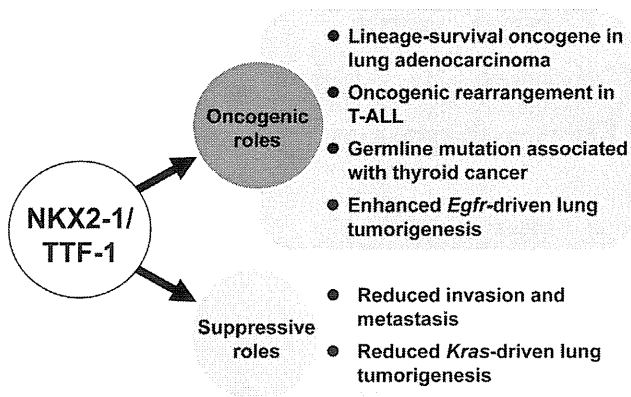 NKX2-1/
TTF-1
Oncogenic
roles
● Lineage-survival oncogene in
lung adenocarcinoma
● Oncogenic rearrangement in
T-ALL
● Germline mutation associated
with thyroid cancer
● Enhanced Egfr-driven lung
tumorigenesis
Suppressive
roles
● Reduced invasion and
metastasis
● Reduced Kras-driven lung
tumorigenesis